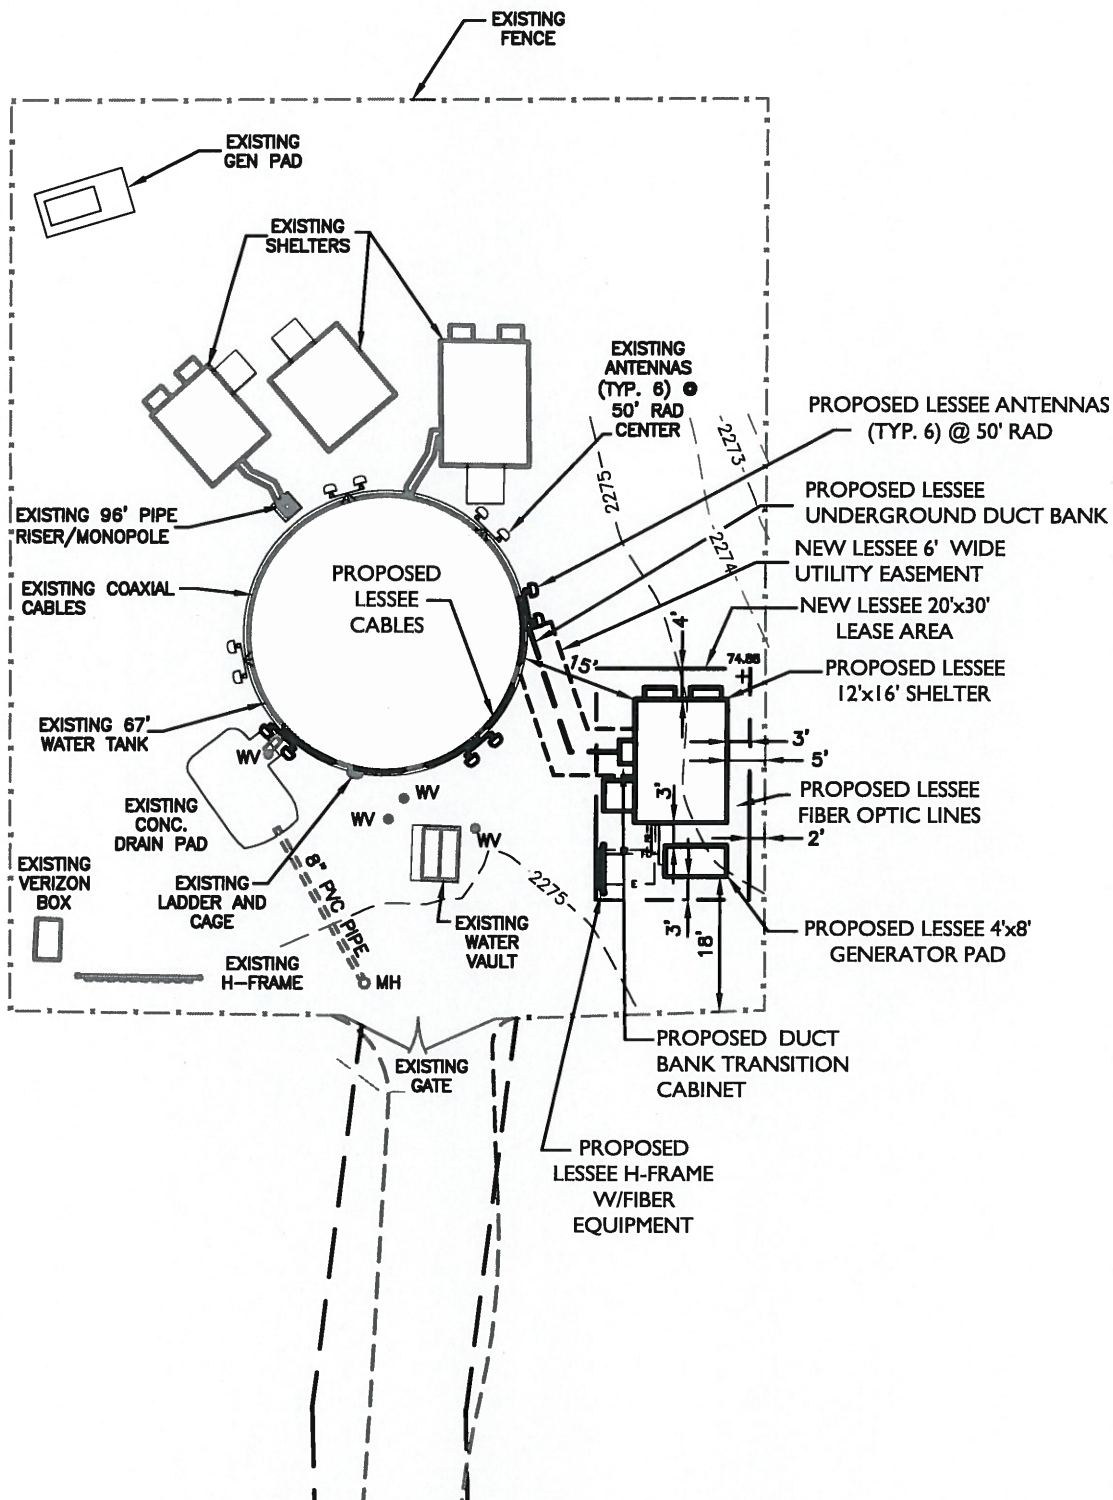 EXISTING
FENCE
EXISTING
GEN PAD
EXISTING
SHELTERS
EXISTING
ANTENNAS
(TYP. 6) @
50' RAD
CENTER
PROPOSED LESSEE ANTENNAS
(TYP. 6) @ 50' RAD
2273
2275
2274
PROPOSED LESSEE
UNDERGROUND DUCT BANK
EXISTING 96' PIPE
RISER/MONOPOLE
NEW LESSEE 6' WIDE
UTILITY EASEMENT
EXISTING COAXIAL
CABLES
PROPOSED
LESSEE
CABLES
NEW LESSEE 20'x30'
LEASE AREA
4'
15'
74.86
PROPOSED LESSEE
12'x16' SHELTER
EXISTING 67'
WATER TANK
WV
3'
5'
EXISTING
CONC.
DRAIN PAD
WV
WV
WV
3'
PROPOSED LESSEE
FIBER OPTIC LINES
2'
EXISTING
VERIZON
BOX
EXISTING
LADDER AND
CAGE
8" PVC PIPE
2275
E
EXISTING
WATER
VAULT
3'
18'
PROPOSED LESSEE 4'x8'
GENERATOR PAD
EXISTING
H-FRAME
MH
EXISTING
GATE
PROPOSED DUCT
BANK TRANSITION
CABINET
PROPOSED
LESSEE H-FRAME
W/FIBER
EQUIPMENT